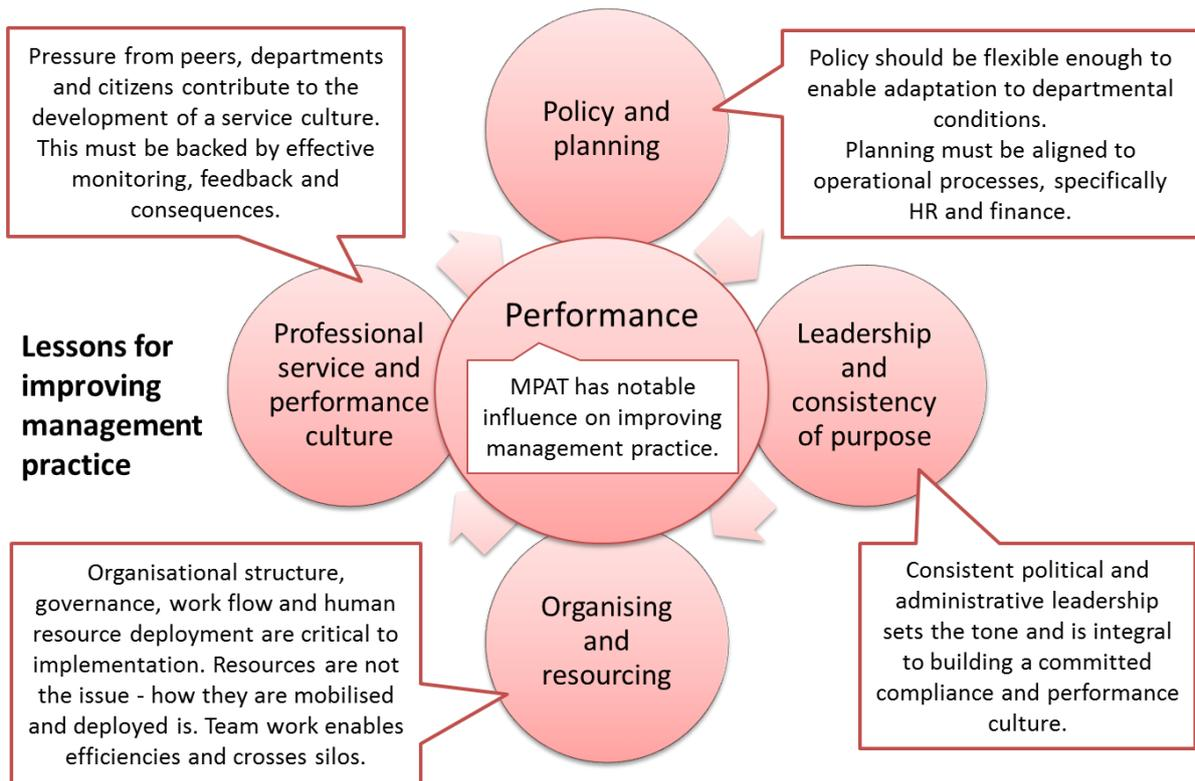 Pressure from peers, departments
and citizens contribute to the
development of a service culture.
This must be backed by effective
monitoring, feedback and
consequences.
Policy and
planning
Policy should be flexible enough to
enable adaptation to departmental
conditions.
Planning must be aligned to
operational processes, specifically
HR and finance.
Lessons for
improving
management
practice
Professional
service and
performance
culture
Performance
MPAT has notable
influence on improving
management practice.
Leadership
and
consistency
of purpose
Organisational structure,
governance, work flow and human
resource deployment are critical to
implementation. Resources are not
the issue - how they are mobilised
and deployed is. Team work enables
efficiencies and crosses silos.
Organising
and
resourcing
Consistent political and
administrative leadership
sets the tone and is integral
to building a committed
compliance and performance
culture.